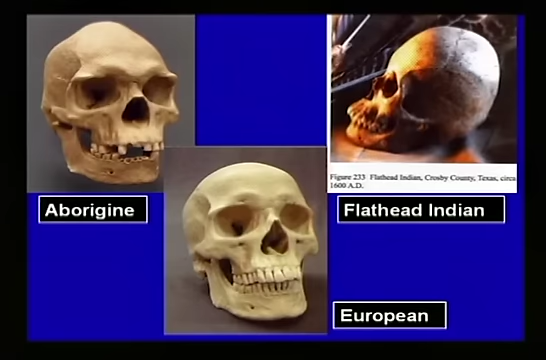 Figure 233 Flathead Indian, Crosby County, Texas, circa
1600 A.D.
Aborigine
Flathead Indian
European